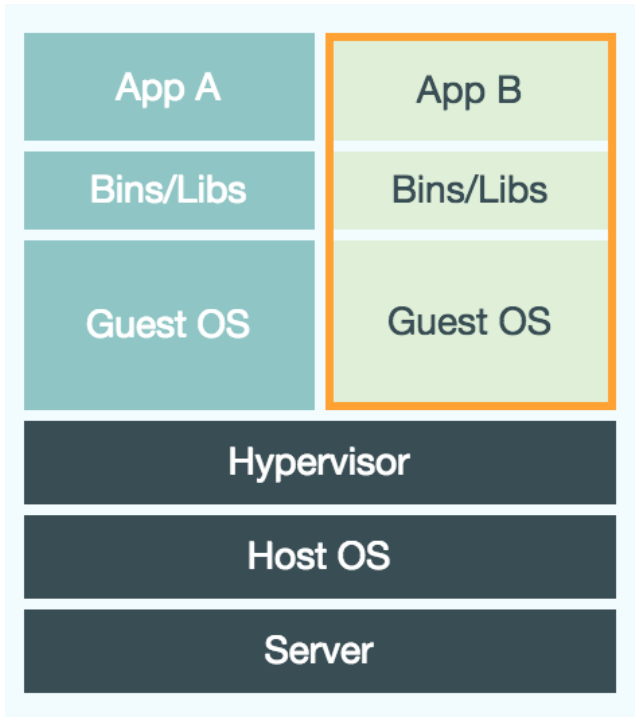 App A
App B
Bins/Libs
Bins/Libs
Guest OS
Guest OS
Hypervisor
Host OS
Server